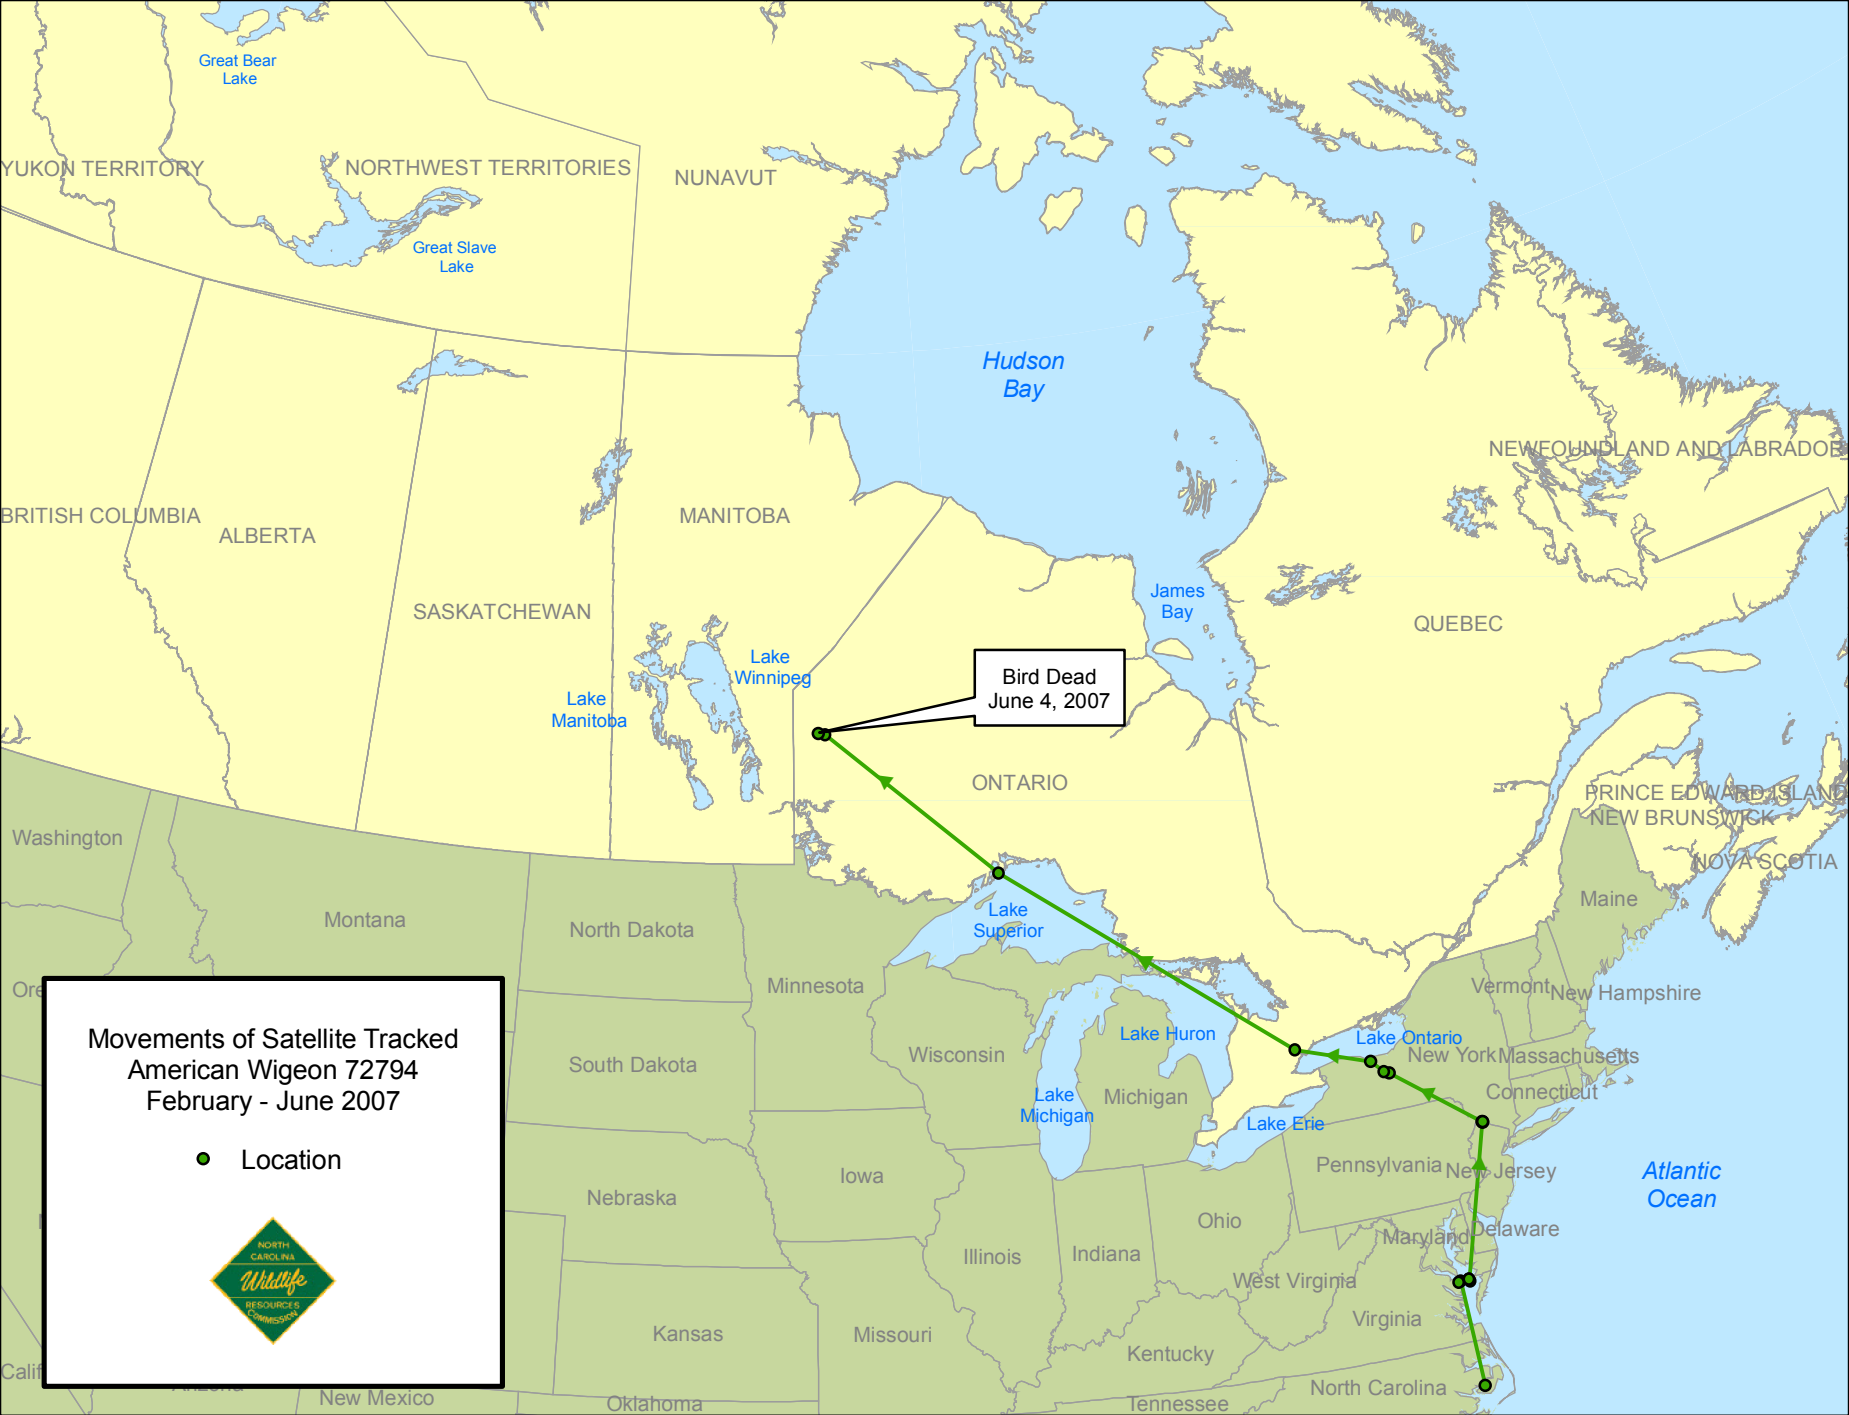 Great Bear
Lake
YUKON TERRITORY
NORTHWEST TERRITORIES
NUNAVUT
Great Slave
Lake
Hudson
Bay
NEWFOUNDLAND AND LABRADOR
BRITISH COLUMBIA
ALBERTA
MANITOBA
SASKATCHEWAN
James
Bay
QUEBEC
Lake
Winnipeg
Lake
Manitoba
Bird Dead
June 4, 2007
ONTARIO
PRINCE EDWARD ISLAND
NEW BRUNSWICK
NOVA SCOTIA
Washington
Montana
North Dakota
Minnesota
Lake
Superior
Maine
Ore
Vermont
New Hampshire
Lake Huron
Lake Ontario
New York
Massachusetts
Wisconsin
South Dakota
Connecticut
Lake
Michigan
Michigan
Lake Erie
Movements of Satellite Tracked
American Wigeon 72794
February - June 2007
Location
NORTH
CAROLINA
Wildlife
RESOURCES
COMMISSION
Iowa
Pennsylvania
New Jersey
Atlantic
Ocean
Nebraska
Ohio
Delaware
Maryland
Illinois
Indiana
West Virginia
Virginia
Kansas
Missouri
Kentucky
Calif
Arizona
New Mexico
Oklahoma
Tennessee
North Carolina